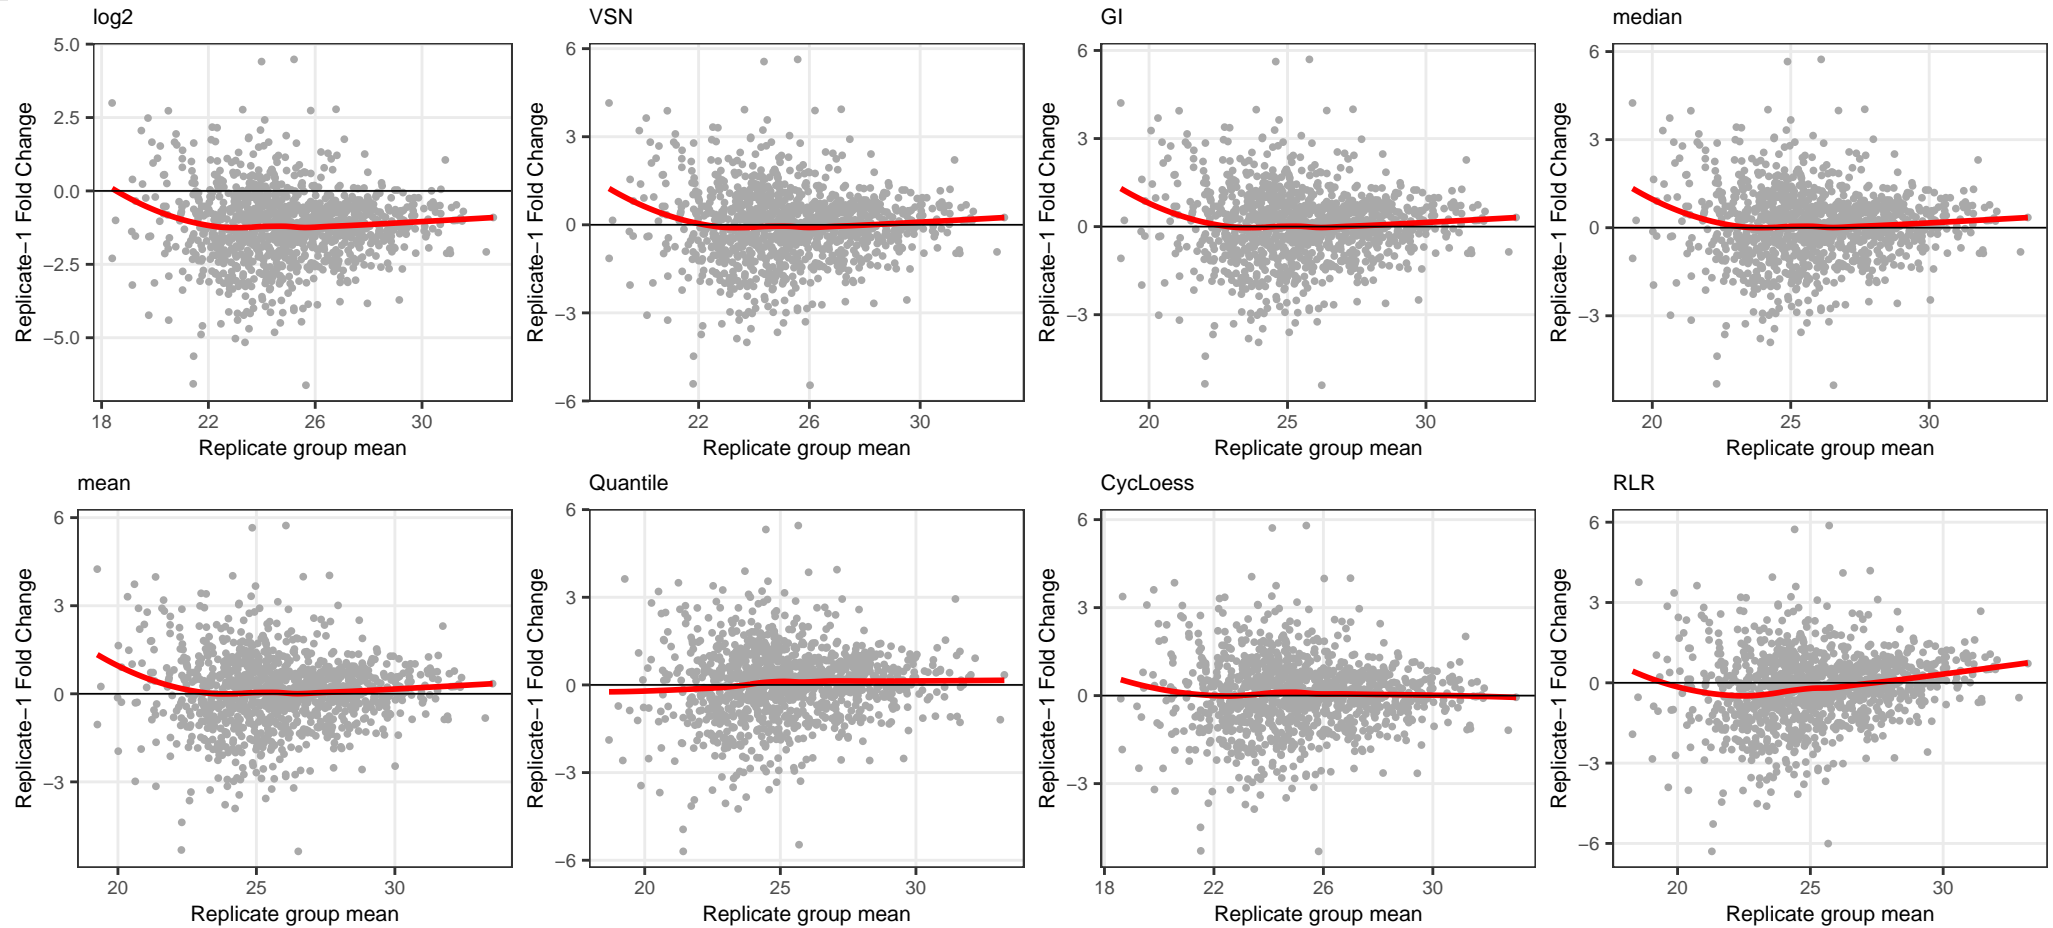 log2
VSN
GI
median
5.0
2.5
0.0
−2.5
−5.0
Replicate−1 Fold Change
18
22
26
30
Replicate group mean
6
3
0
−3
−6
Replicate−1 Fold Change
22
26
30
Replicate group mean
6
3
0
−3
Replicate−1 Fold Change
20
25
30
Replicate group mean
6
3
0
−3
Replicate−1 Fold Change
20
25
30
Replicate group mean
mean
Quantile
CycLoess
RLR
6
3
0
−3
Replicate−1 Fold Change
20
25
30
Replicate group mean
6
3
0
−3
−6
Replicate−1 Fold Change
20
25
30
Replicate group mean
6
3
0
−3
Replicate−1 Fold Change
18
22
26
30
Replicate group mean
6
3
0
−3
−6
Replicate−1 Fold Change
20
25
30
Replicate group mean